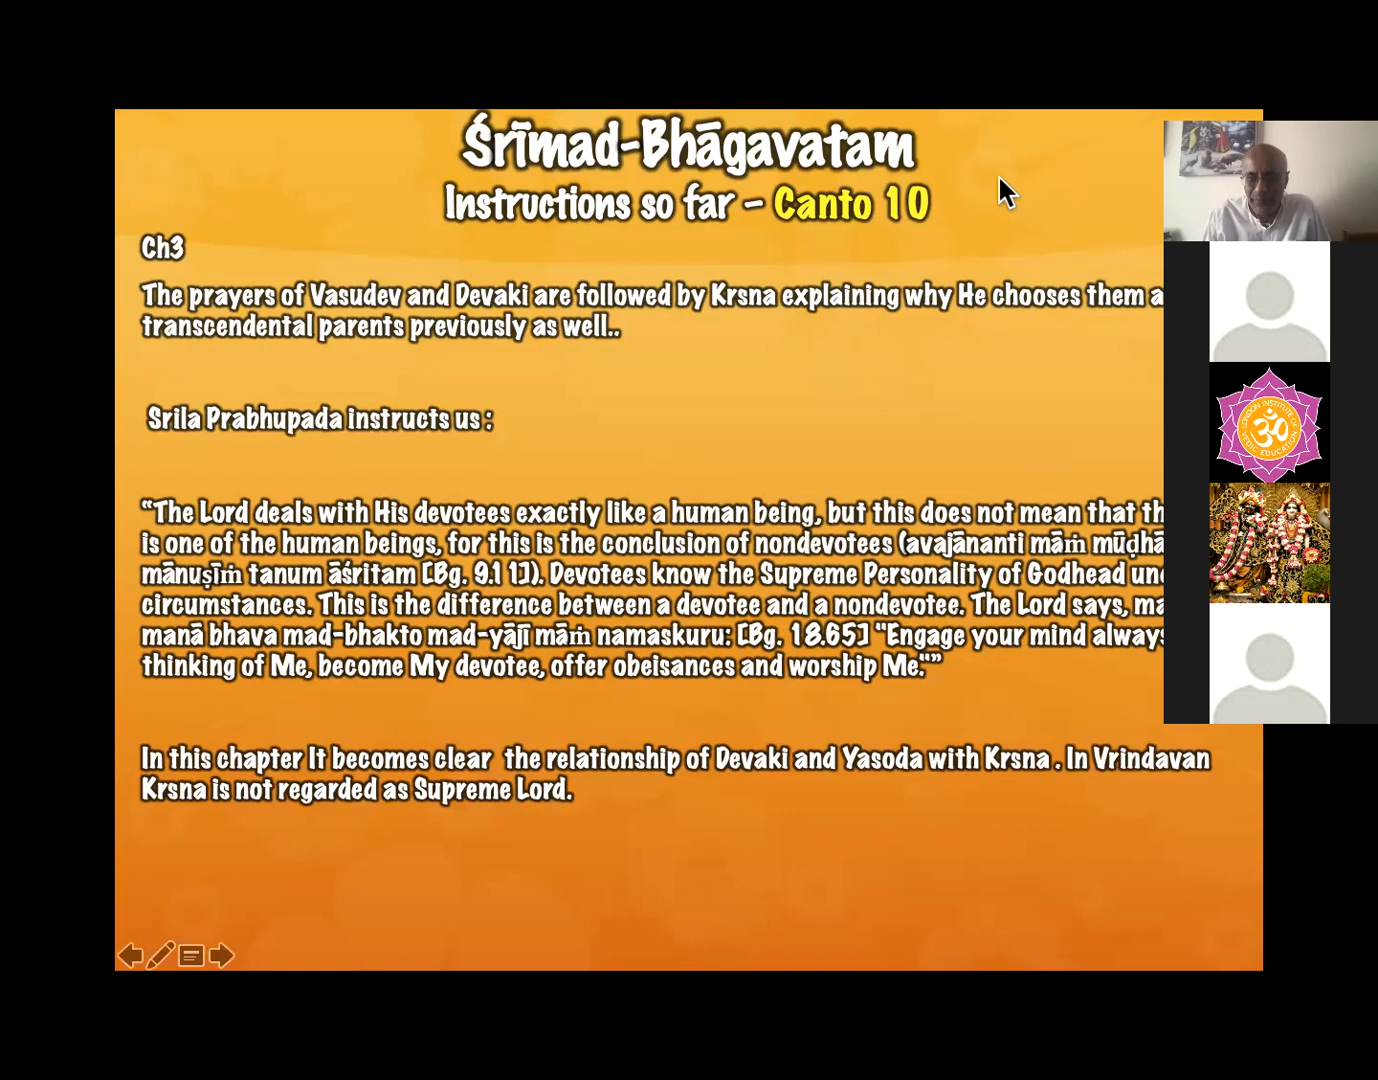 Śrīmad-Bhāgavatam
Instructions so far – Canto 10
Ch3
The prayers of Vasudev and Devaki are followed by Krsna explaining why He chooses them a
transcendental parents previously as well..
Srila Prabhupada instructs us :
“The Lord deals with His devotees exactly like a human being, but this does not mean that th
is one of the human beings, for this is the conclusion of nondevotees (avajānanti māṁ mūḍhā
mānuṣīṁ tanum āśritam [Bg. 9.11]). Devotees know the Supreme Personality of Godhead und
circumstances. This is the difference between a devotee and a nondevotee. The Lord says, ma
manā bhava mad-bhakto mad-yājī māṁ namaskuru: [Bg. 18.65] "Engage your mind always
thinking of Me, become My devotee, offer obeisances and worship Me."”
In this chapter It becomes clear the relationship of Devaki and Yasoda with Krsna . In Vrindavan
Krsna is not regarded as Supreme Lord.
LONDON INSTITUTE OF
VEDIC EDUCATION
ॐ